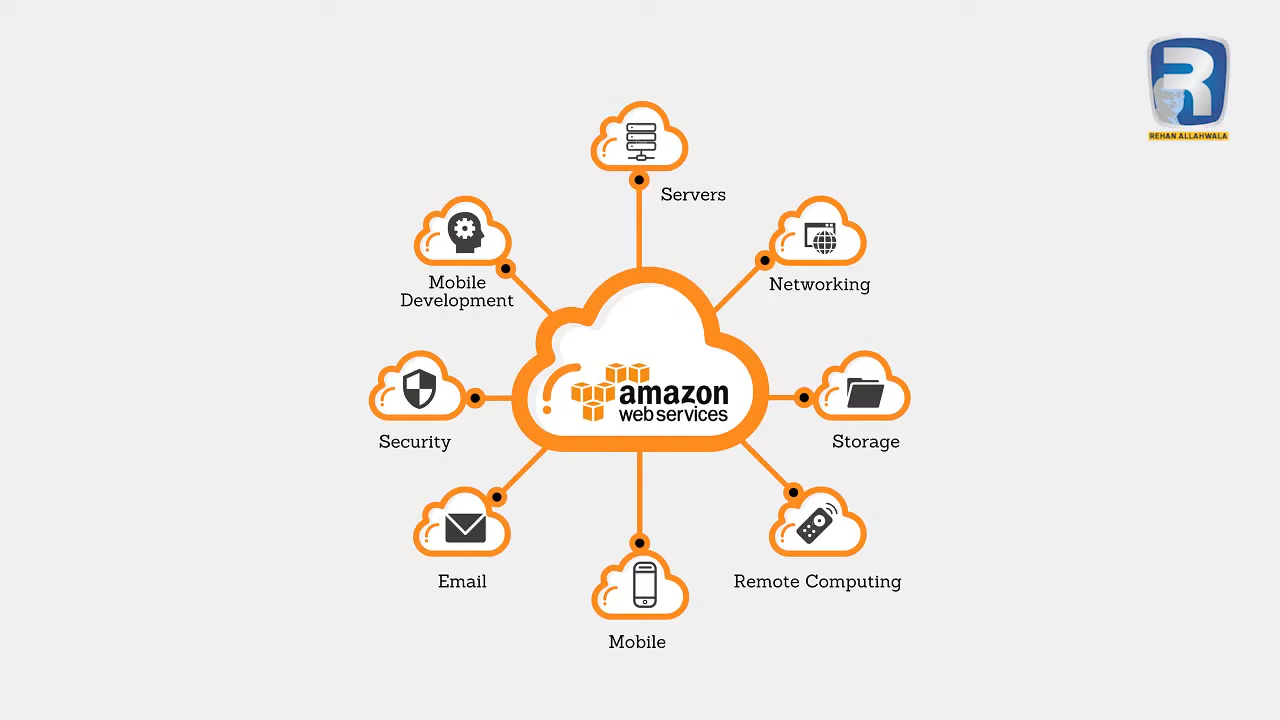 REHAN ALLAHWALA
Servers
Mobile
Development
Networking
amazon
web services
Security
Storage
Email
Remote Computing
Mobile